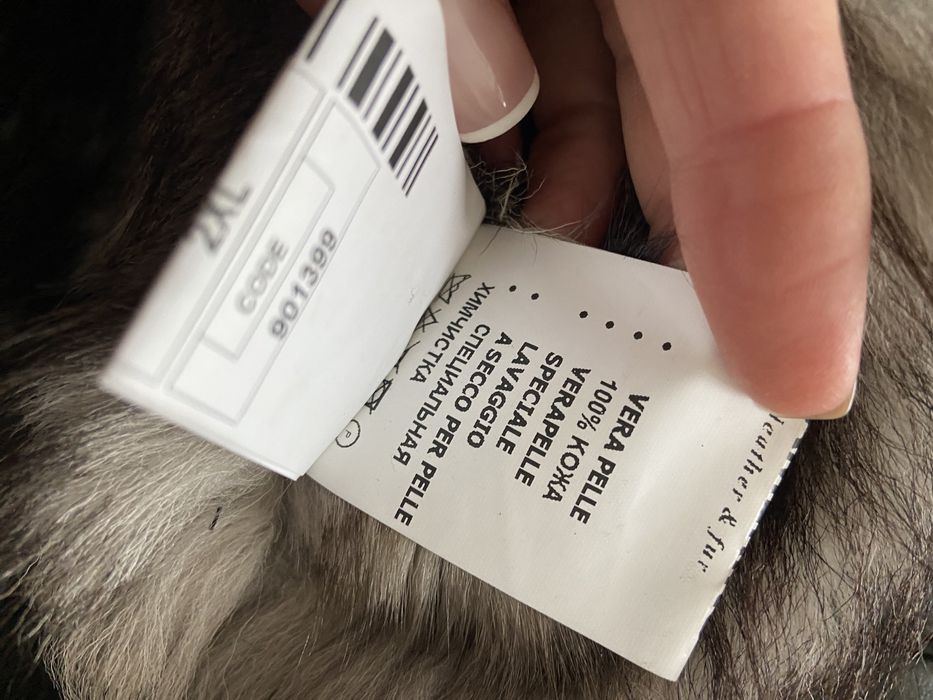 2XL
CODE
901399
leather & fur
VERA PELLE
100% КОЖА
VERAPELLE
SPECIALE
LAVAGGIO
A SECCO PER PELLE
СПЕЦИАЛЬНАЯ
ХИМЧИСТКА
P